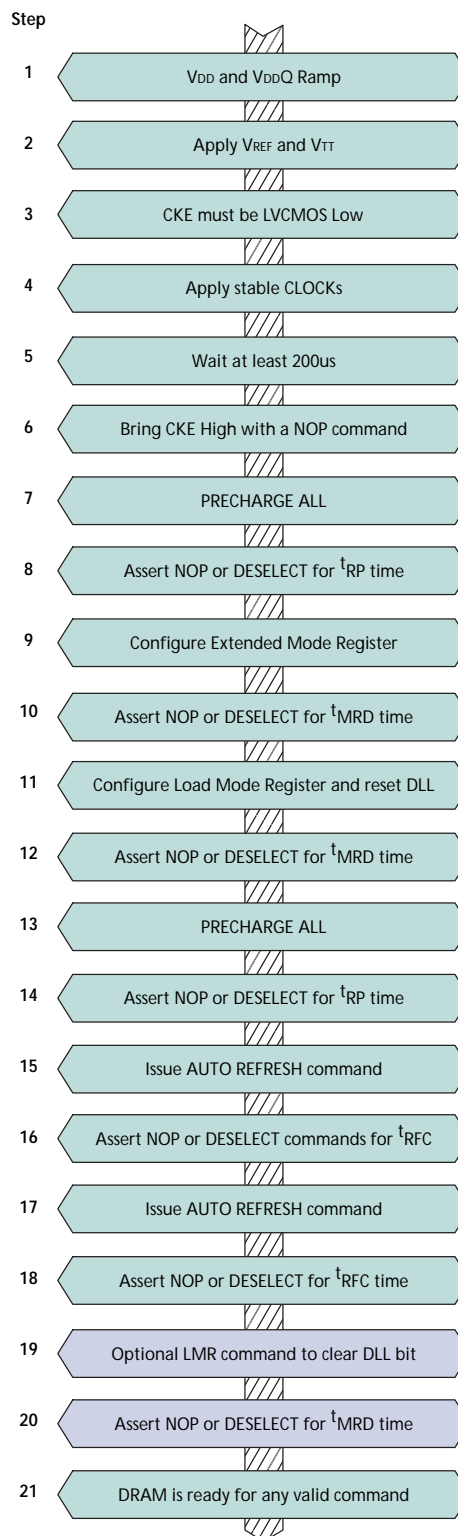 Step
1 VDD and VDDQ Ramp
2 Apply VREF and VTT
3 CKE must be LVCMOS Low
4 Apply stable CLOCKs
5 Wait at least 200us
6 Bring CKE High with a NOP command
7 PRECHARGE ALL
8 Assert NOP or DESELECT for tRP time
9 Configure Extended Mode Register
10 Assert NOP or DESELECT for tMRD time
11 Configure Load Mode Register and reset DLL
12 Assert NOP or DESELECT for tMRD time
13 PRECHARGE ALL
14 Assert NOP or DESELECT for tRP time
15 Issue AUTO REFRESH command
16 Assert NOP or DESELECT commands for tRFC
17 Issue AUTO REFRESH command
18 Assert NOP or DESELECT for tRFC time
19 Optional LMR command to clear DLL bit
20 Assert NOP or DESELECT for tMRD time
21 DRAM is ready for any valid command